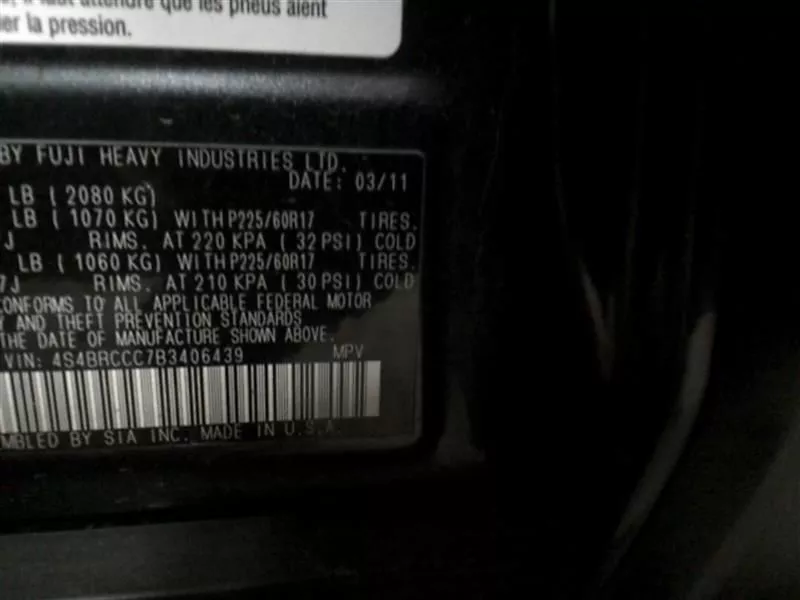 attendre que les pneus aient
er la pression.
BY FUJI HEAVY INDUSTRIES LTD.
DATE: 03/11
LB ( 2080 KG)
LB ( 1070 KG) WITH P225/60R17 TIRES.
J RIMS. AT 220 KPA ( 32 PSI) COLD
LB ( 1060 KG) WITH P225/60R17 TIRES.
7J RIMS. AT 210 KPA ( 30 PSI) COLD
CONFORMS TO ALL APPLICABLE FEDERAL MOTOR
Y AND THEFT PREVENTION STANDARDS
THE DATE OF MANUFACTURE SHOWN ABOVE.
VIN: 4S4BRCCC7B3406439 MPV
MBLED BY SIA INC. MADE IN U.S.A.